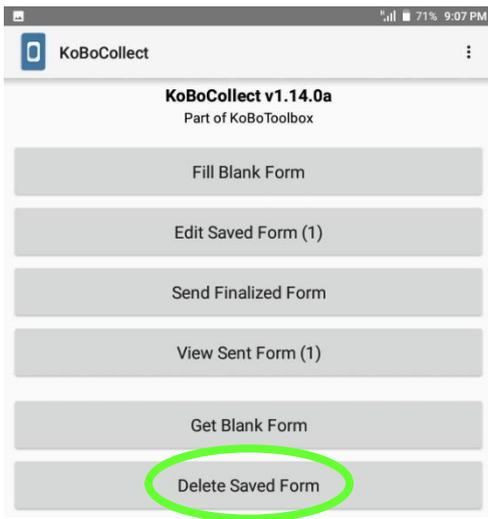 71% 9:07 PM
KoBoCollect
KoBoCollect v1.14.0a
Part of KoBoToolbox
Fill Blank Form
Edit Saved Form (1)
Send Finalized Form
View Sent Form (1)
Get Blank Form
Delete Saved Form